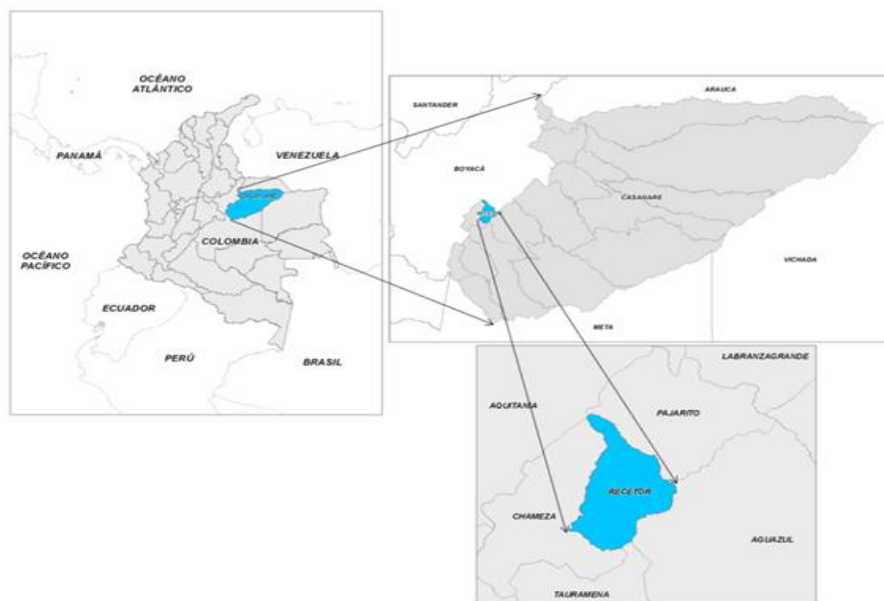 OCÉANO
ATLÁNTICO
PANAMÁ
VENEZUELA
COLOMBIA
OCÉANO
PACÍFICO
ECUADOR
PERÚ
BRASIL
ARAUCA
SANTANDER
BOYACÁ
CASANARE
VICHADA
META
LABRANZAGRANDE
AQUITANIA
PAJARITO
RECETOR
CHAMEZA
AGUAZUL
TAURAMENA